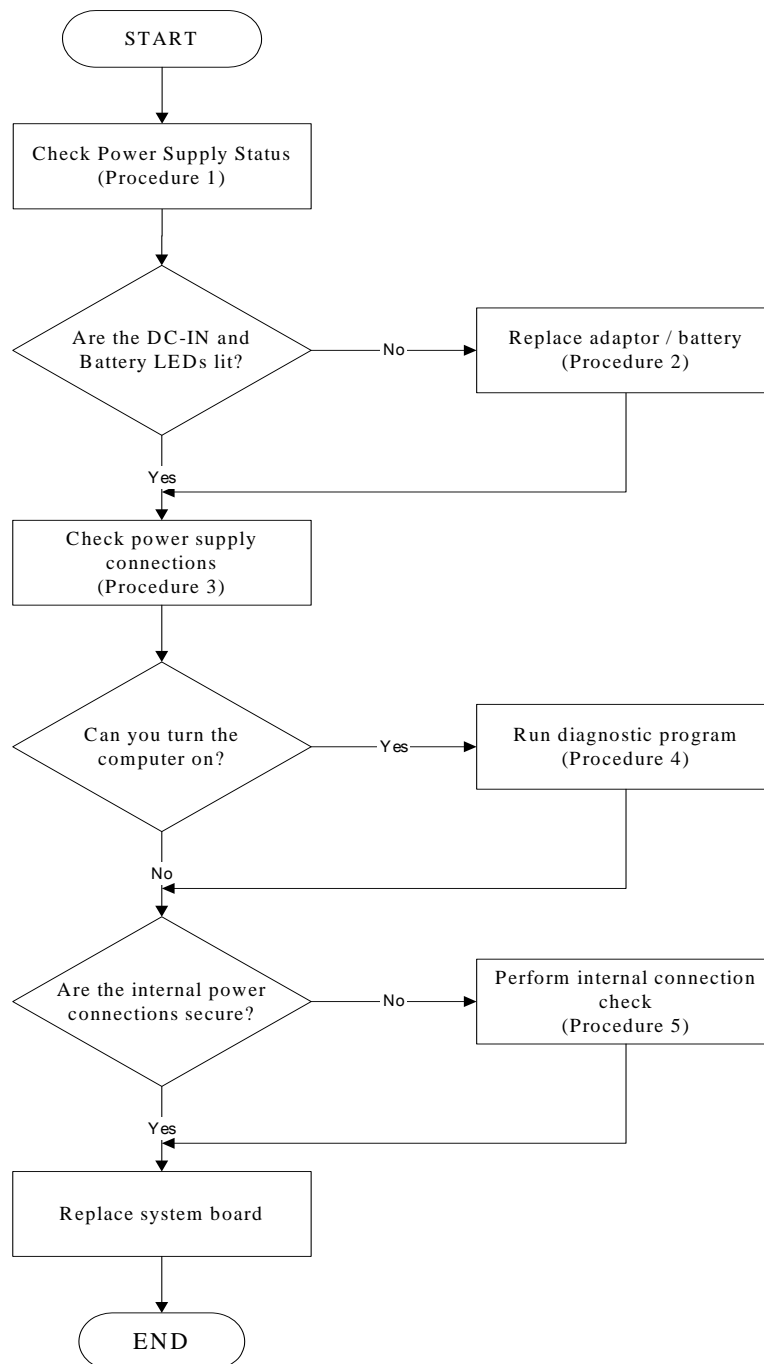 START
Check Power Supply Status
(Procedure 1)
Are the DC-IN and
Battery LEDs lit?
No
Replace adaptor / battery
(Procedure 2)
Yes
Check power supply
connections
(Procedure 3)
Can you turn the
computer on?
Yes
Run diagnostic program
(Procedure 4)
No
Are the internal power
connections secure?
No
Perform internal connection
check
(Procedure 5)
Yes
Replace system board
END